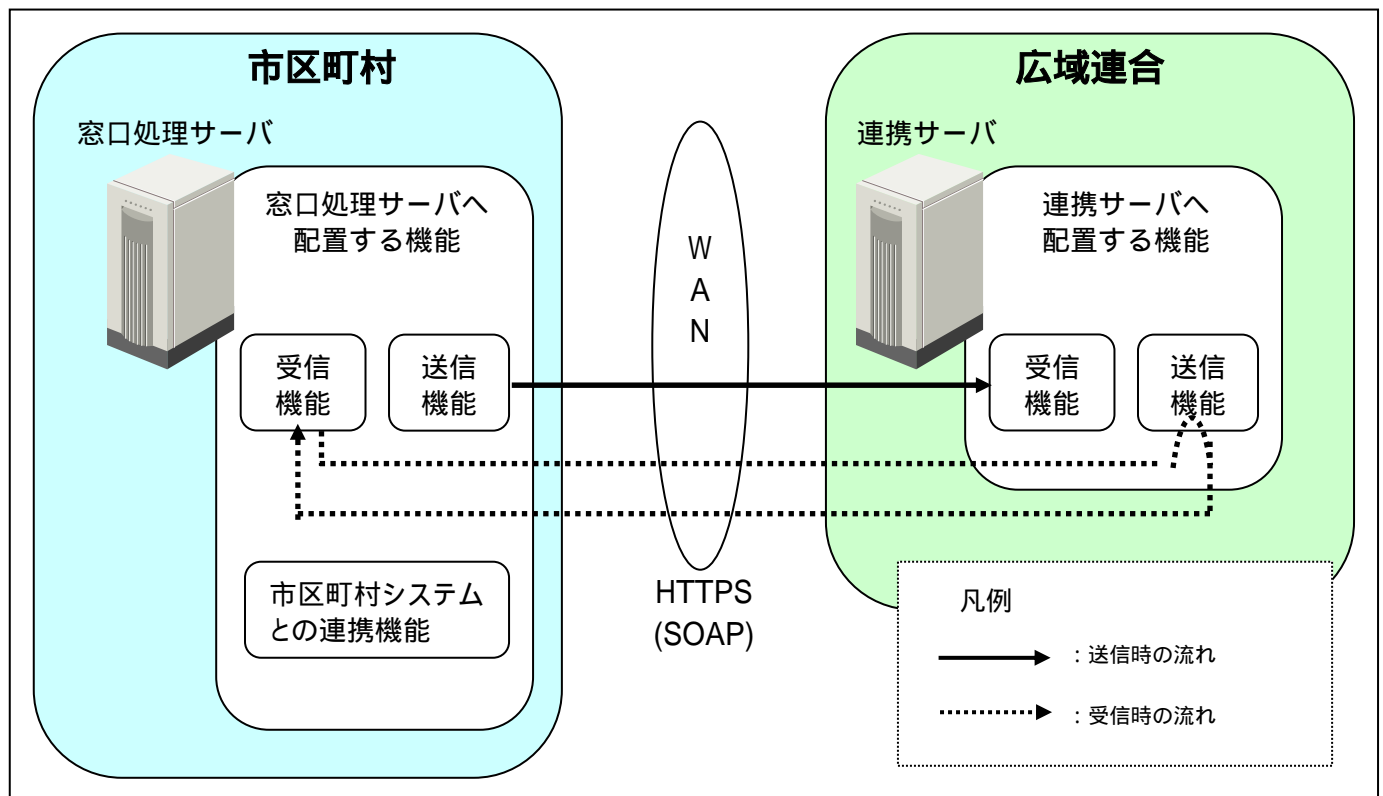 市区町村
窓口処理サーバ
窓口処理サーバへ
配置する機能
受信
機能
送信
機能
市区町村システム
との連携機能
W
A
N
HTTPS
(SOAP)
広域連合
連携サーバ
連携サーバへ
配置する機能
受信
機能
送信
機能
凡例
：送信時の流れ
：受信時の流れ